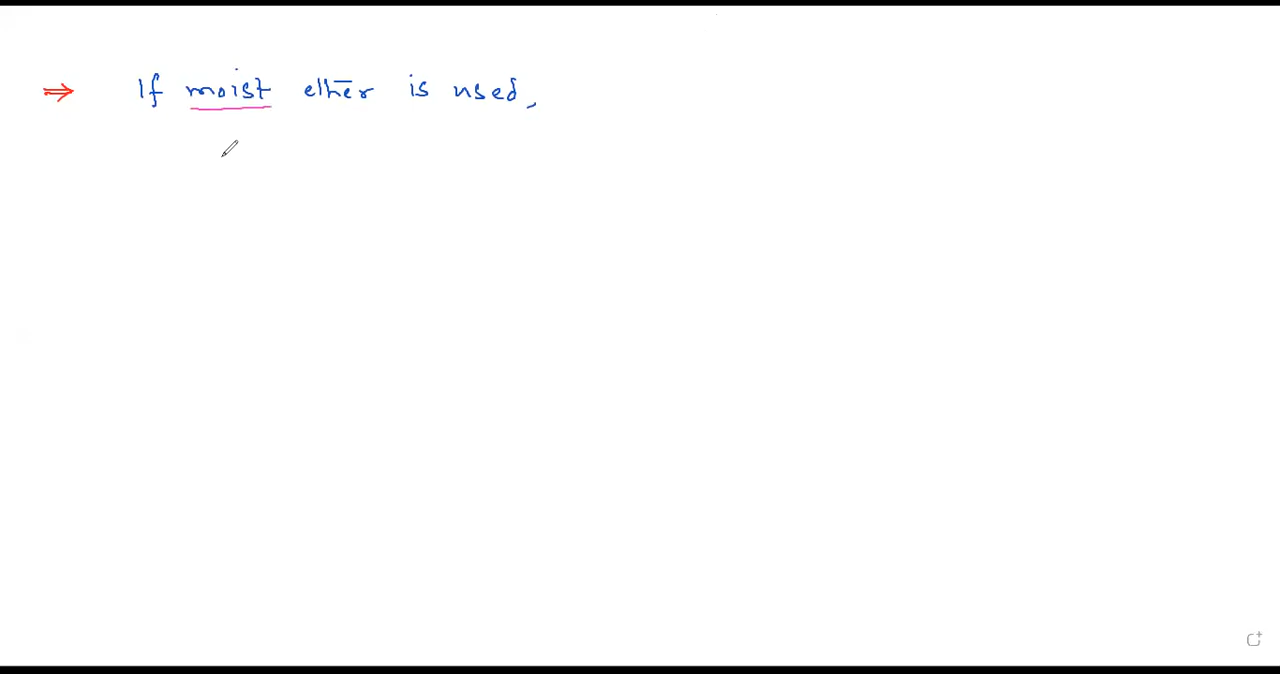 ⇒ If moist ether is used,